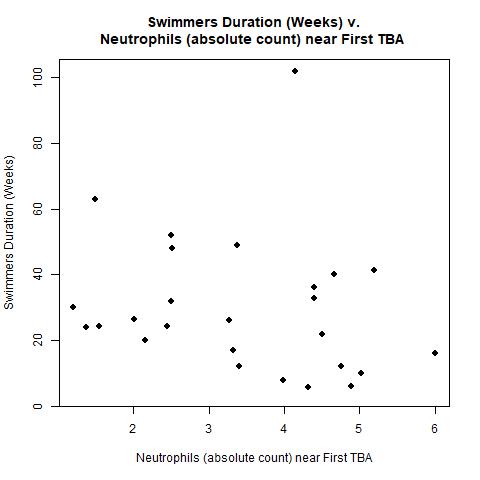 Swimmers Duration (Weeks) v.
Neutrophils (absolute count) near First TBA
Swimmers Duration (Weeks)
100
80
60
40
20
0
2 3 4 5 6
Neutrophils (absolute count) near First TBA